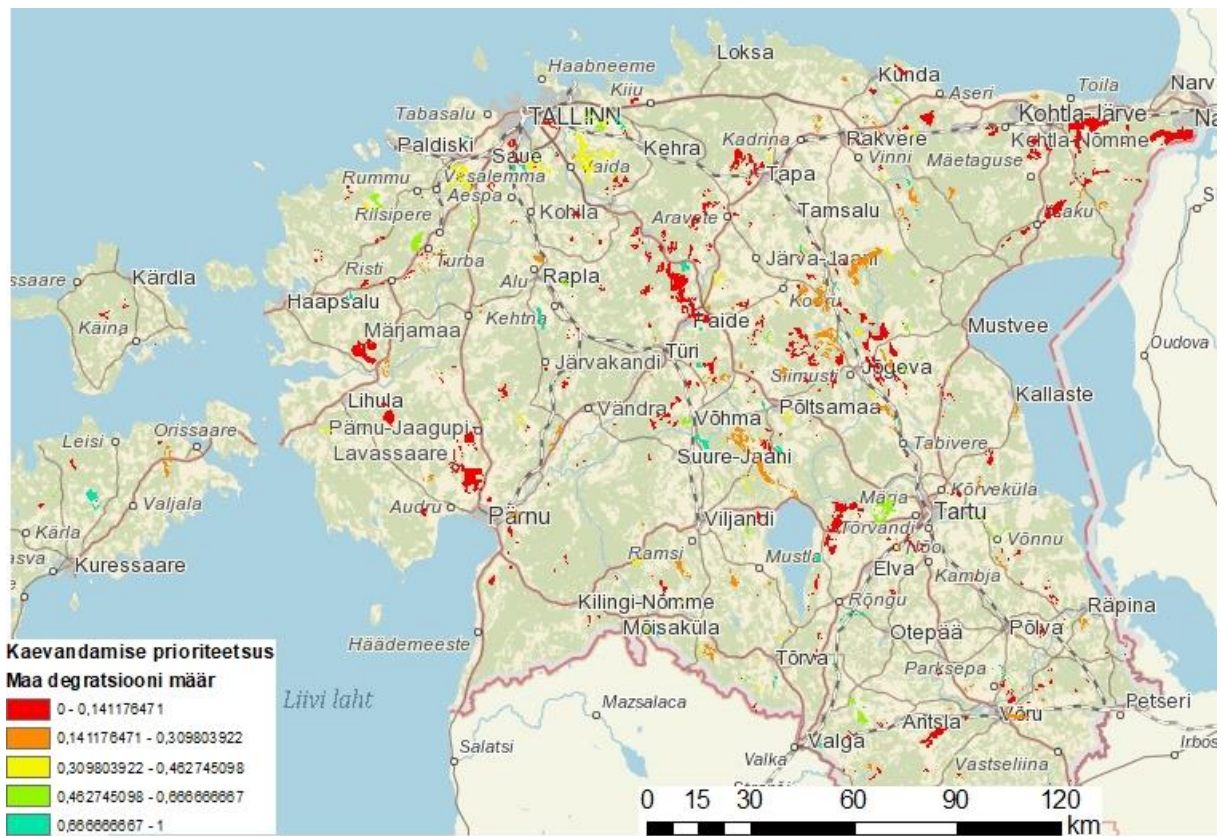 Loksa
Haabneeme
Kunda
Toila
Narv
Tabasalu
Kiiu
Aseri
TALLINN
Kohtla-Järve
Na
Paldiski
Kadrina
Rakvere
Kohtla-Nõmme
Saue
Kehra
Vinni
Mäetaguse
Rummu
Vasalemma
Vaida
Tapa
Aespa
Riisipere
Kohila
Aravete
Tamsalu
Turba
ssaare
Kärdla
Risti
Alu
Rapla
Järva-Jaani
Haapsalu
Käina
Kehtna
Paide
Mustvee
Märjamaa
Oudova
Türi
Järvakandi
Jõgeva
Siimusti
Kallaste
Lihula
Vändra
Võhma
Põltsamaa
Leisi
Orissaare
Pärnu-Jaagupi
Tabivere
Lavassaare
Suure-Jaani
Valjala
Kõrveküla
Audru
Märja
Kärla
Pärnu
Viljandi
Tõrvandi
Tartu
asva
Kuressaare
Ramsi
Mustla
Nõo
Võnnu
Elva
Kambja
Kilingi-Nõmme
Rõngu
Räpina
Häädemeeste
Mõisaküla
Otepää
Põlva
Tõrva
Parksepa
Kaevandamise prioriteetsus
Maa degratsiooni määr
0 - 0,141176471
0,141176471 - 0,309803922
0,309803922 - 0,462745098
0,462745098 - 0,666666667
0,666666667 - 1
Liivi laht
Mazsalaca
Petseri
Antsla
Võru
Salatsi
Valka
Valga
Vastseliina
Irbos
0 15 30 60 90 120
km